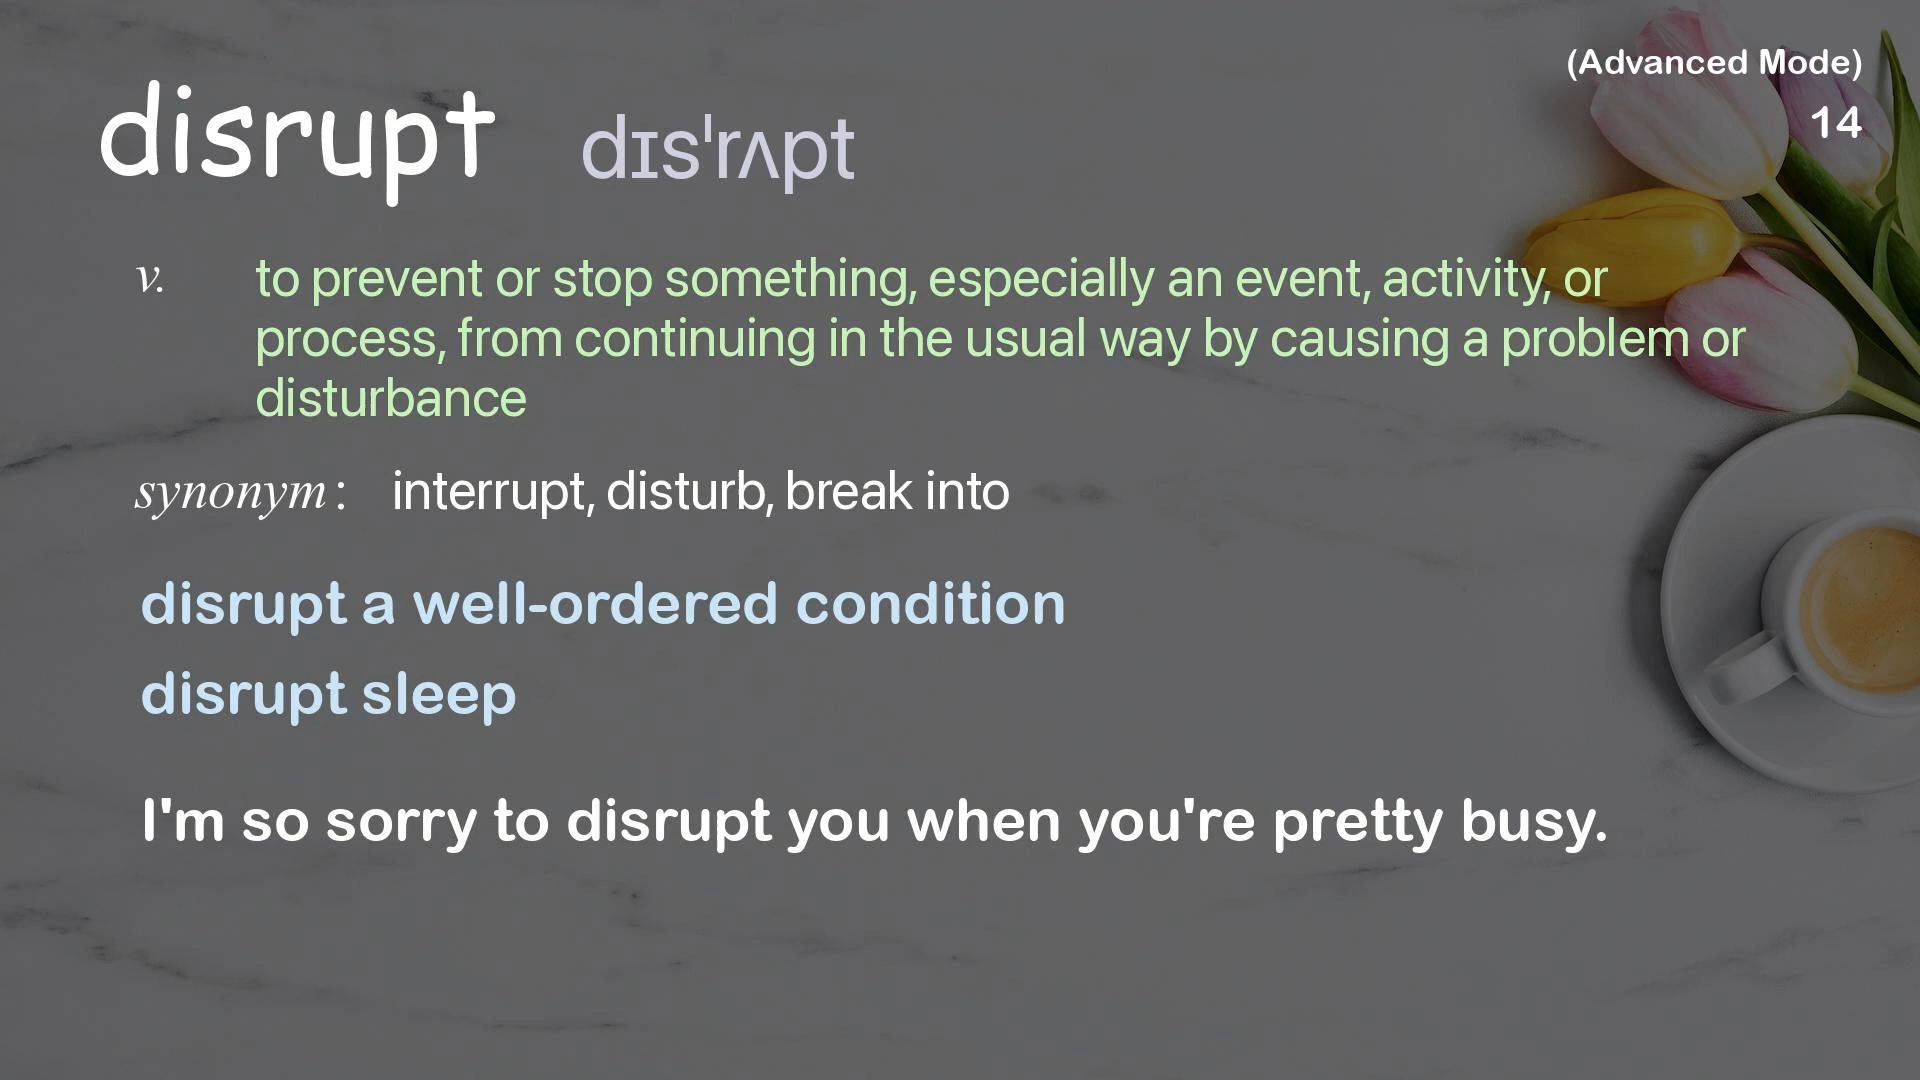 (Advanced Mode)
14
disrupt dɪsˈrʌpt
v. to prevent or stop something, especially an event, activity, or
process, from continuing in the usual way by causing a problem or
disturbance
synonym: interrupt, disturb, break into
disrupt a well-ordered condition
disrupt sleep
I'm so sorry to disrupt you when you're pretty busy.